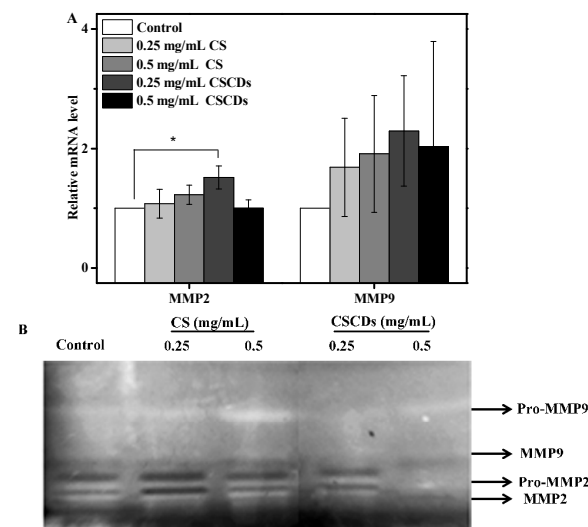 A
Control
0.25 mg/mL CS
0.5 mg/mL CS
0.25 mg/mL CSCDs
0.5 mg/mL CSCDs
*
Relative mRNA level
4
2
0
MMP2 MMP9
B
CS (mg/mL) CSCDs (mg/mL)
Control 0.25 0.5 0.25 0.5
Pro-MMP9
MMP9
Pro-MMP2
MMP2